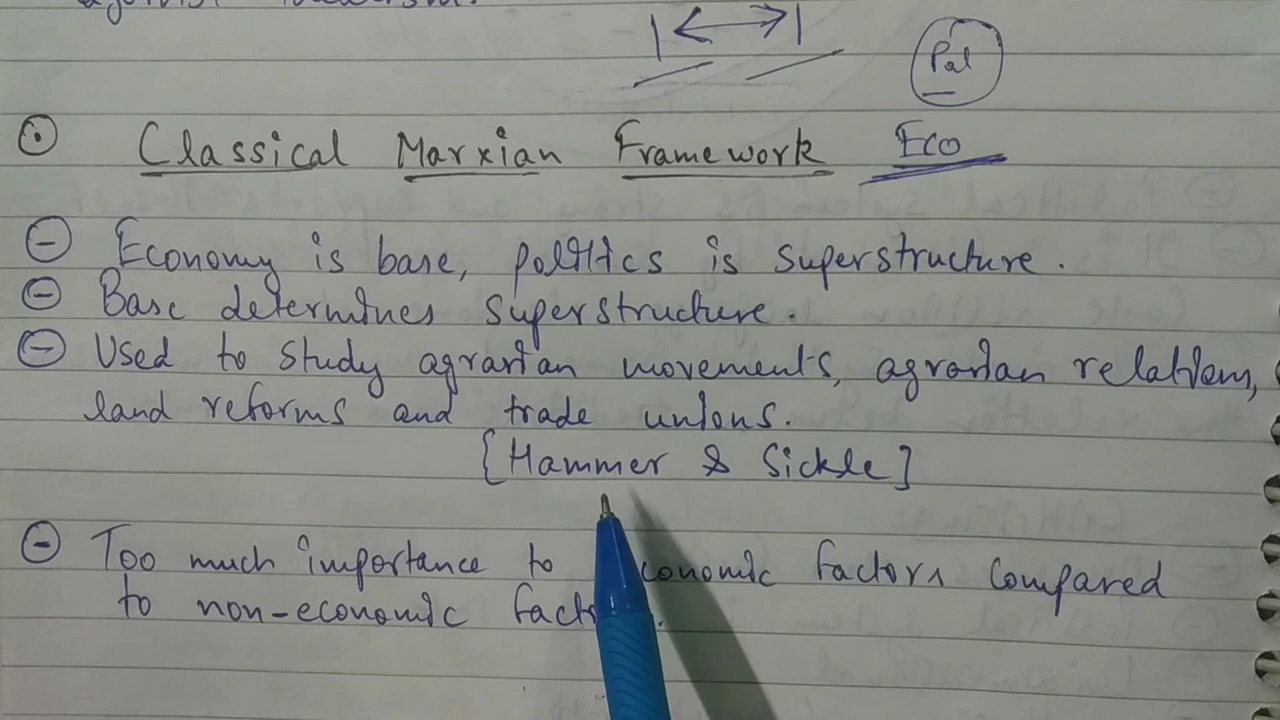 Pol
Classical Marxian Framework Eco
Economy is base, politics is superstructure.
Base determines superstructure.
Used to study agrarian movements, agrarian relations,
land reforms and trade unions.
[Hammer & Sickle]
Too much importance to economic factors compared
to non-economic